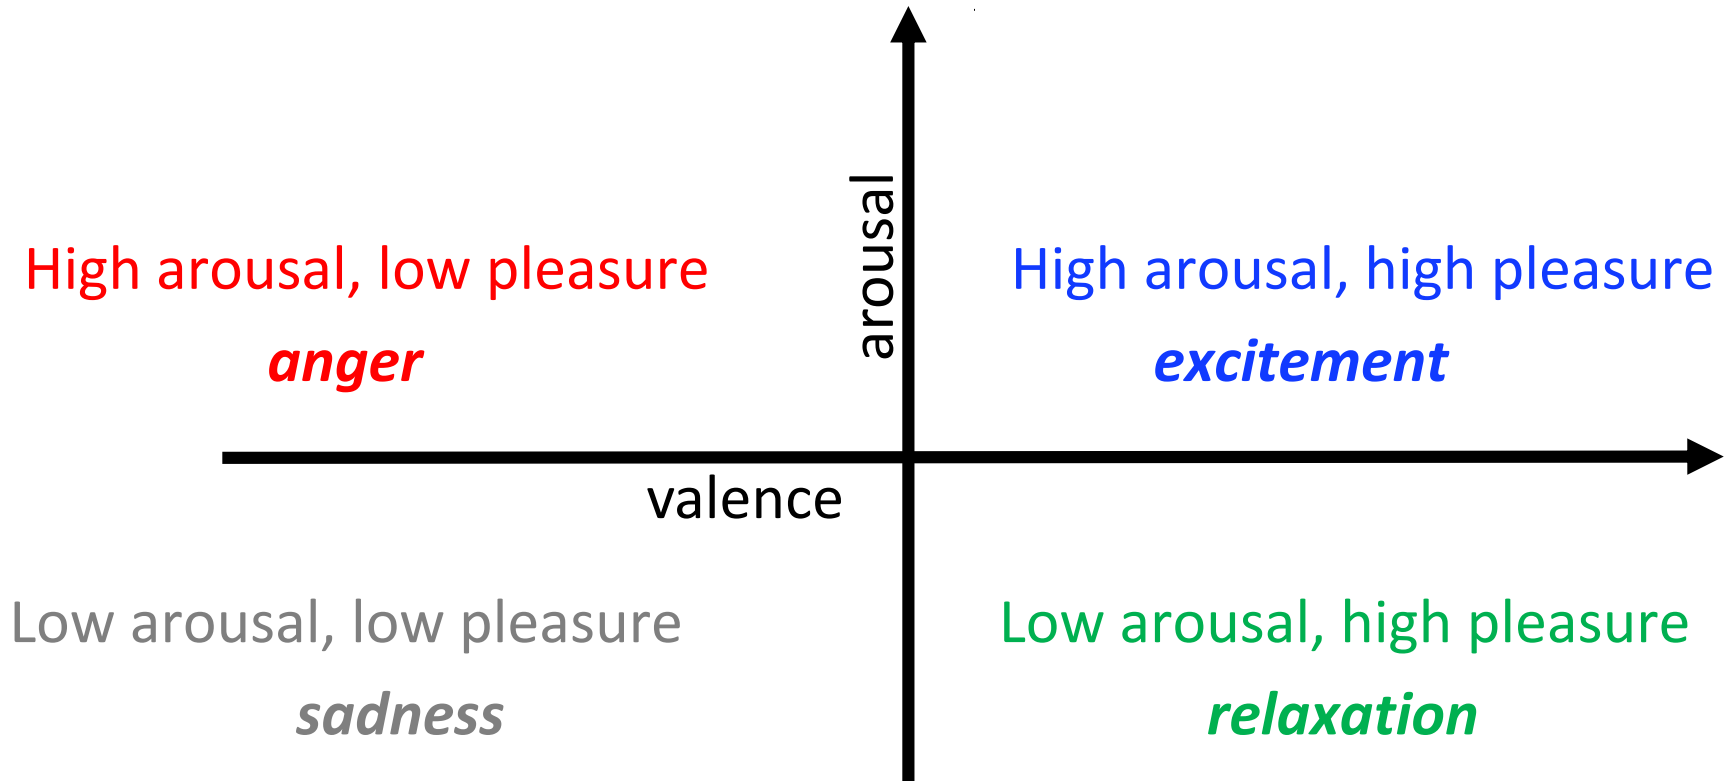 arousal
High arousal, low pleasure
anger
High arousal, high pleasure
excitement
valence
Low arousal, low pleasure
sadness
Low arousal, high pleasure
relaxation